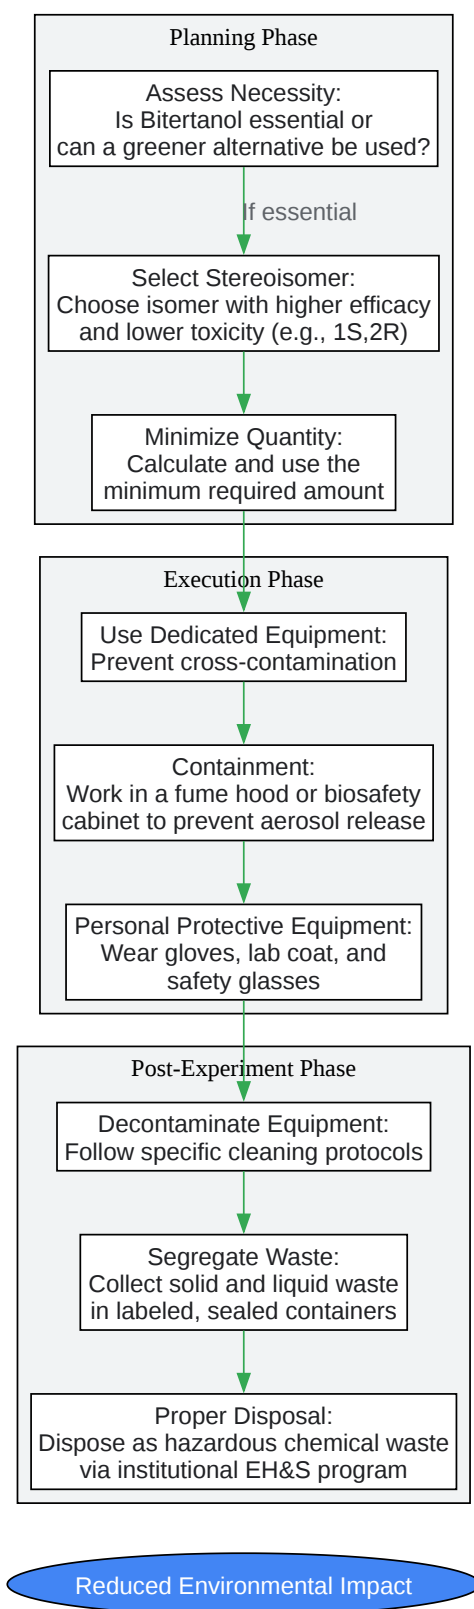 Planning Phase
Assess Necessity:
Is Bitertanol essential or
can a greener alternative be used?
If essential
Select Stereoisomer:
Choose isomer with higher efficacy
and lower toxicity (e.g., 1S,2R)
Minimize Quantity:
Calculate and use the
minimum required amount
Execution Phase
Use Dedicated Equipment:
Prevent cross-contamination
Containment:
Work in a fume hood or biosafety
cabinet to prevent aerosol release
Personal Protective Equipment:
Wear gloves, lab coat, and
safety glasses
Post-Experiment Phase
Decontaminate Equipment:
Follow specific cleaning protocols
Segregate Waste:
Collect solid and liquid waste
in labeled, sealed containers
Proper Disposal:
Dispose as hazardous chemical waste
via institutional EH&S program
Reduced Environmental Impact